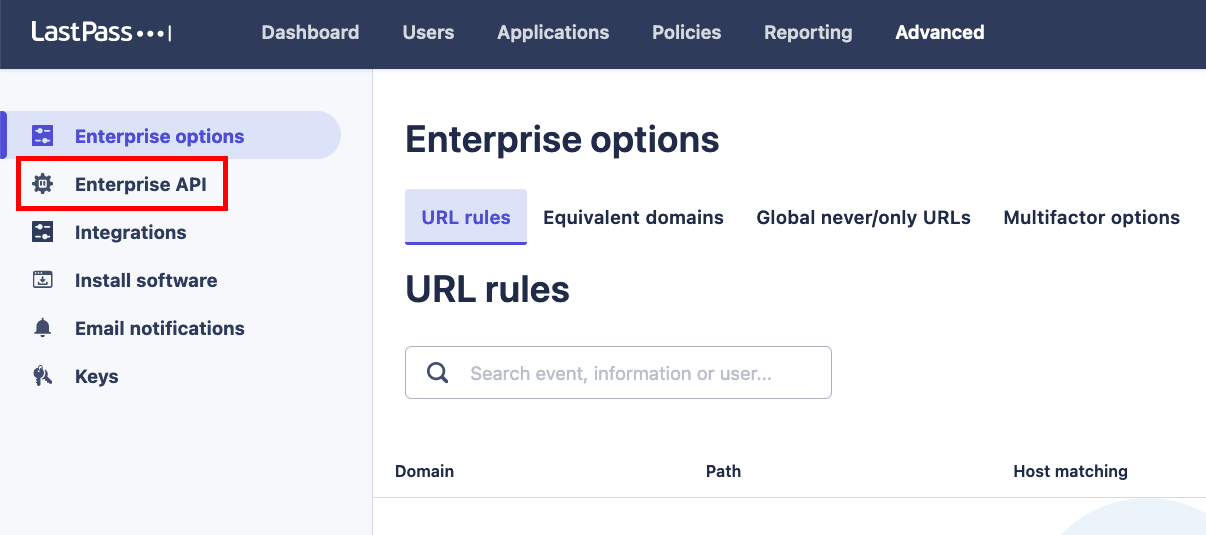 LastPass
Dashboard Users Applications Policies Reporting Advanced
Enterprise options
Enterprise API
Integrations
Install software
Email notifications
Keys
Enterprise options
URL rules Equivalent domains Global never/only URLs Multifactor options
URL rules
Search event, information or user...
Domain Path Host matching